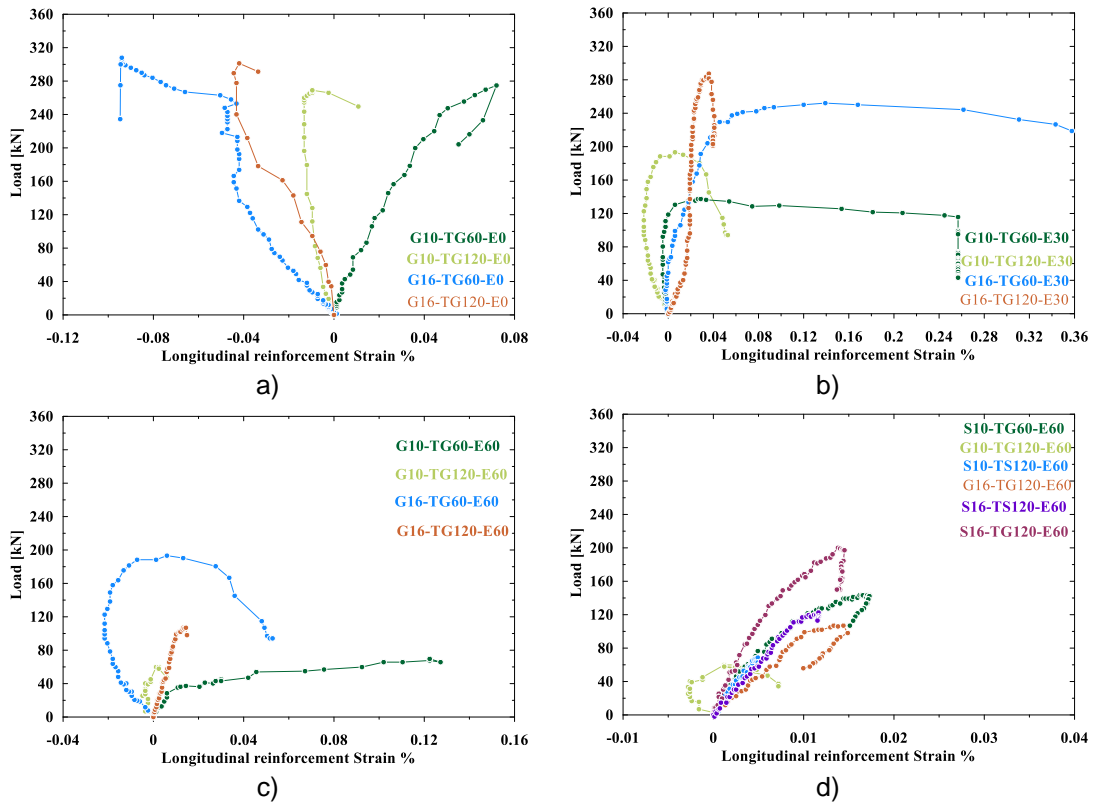 360
320
280
240
200
160
120
80
40
0
Load [kN]
G10-TG60-E0
G10-TG120-E0
G16-TG60-E0
G16-TG120-E0
-0.12 -0.08 -0.04 0 0.04 0.08
Longitudinal reinforcement Strain %
a)
360
320
280
240
200
160
120
80
40
0
Load [kN]
G10-TG60-E30
G10-TG120-E30
G16-TG60-E30
G16-TG120-E30
-0.04 0 0.04 0.08 0.12 0.16 0.2 0.24 0.28 0.32 0.36
Longitudinal reinforcement Strain %
b)
360
320
280
240
200
160
120
80
40
0
Load [kN]
G10-TG60-E60
G10-TG120-E60
G16-TG60-E60
G16-TG120-E60
-0.04 0 0.04 0.08 0.12 0.16
Longitudinal reinforcement Strain %
c)
360
320
280
240
200
160
120
80
40
0
Load [kN]
S10-TG60-E60
G10-TG120-E60
S10-TS120-E60
G16-TG120-E60
S16-TS120-E60
S16-TG120-E60
-0.01 0 0.01 0.02 0.03 0.04
Longitudinal reinforcement Strain %
d)